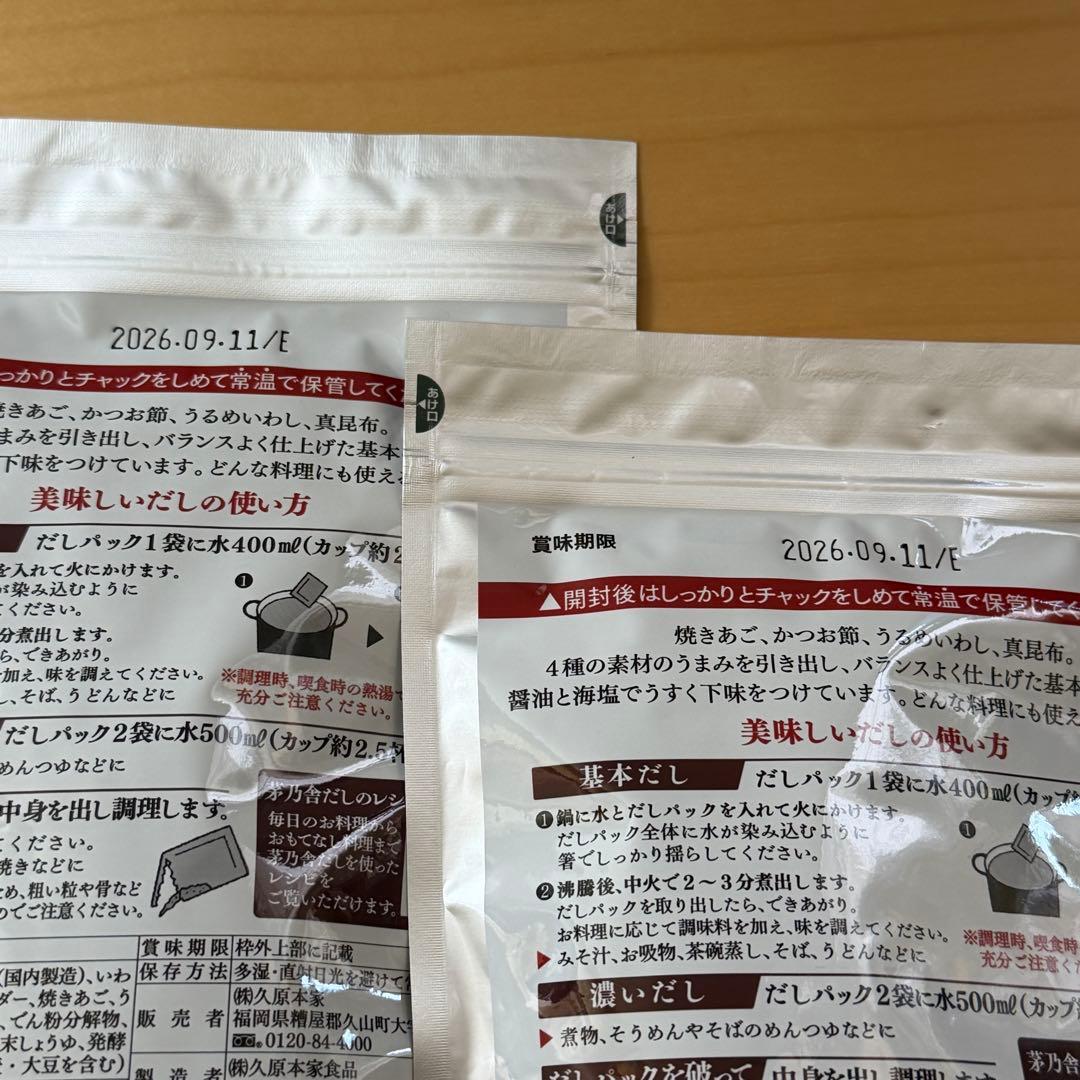 あけ口
2026.09.11/E
っかりとチャックをしめて常温で保管してく
焼きあご、かつお節、うるめいわし、真昆布。
まみを引き出し、バランスよく仕上げた基本
下味をつけています。どんな料理にも使え
美味しいだしの使い方
だしパック1袋に水400㎖(カップ約2
を入れて火にかけます。
が染み込むように
ください。
❶
分煮出します。
ら、できあがり。
加え、味を調えてください。
し、そば、うどんなどに
※調理時、喫食時の熱湯
充分ご注意ください。
だしパック2袋に水500㎖(カップ約2.5杯
めんつゆなどに
中身を出し調理します。
てください。
焼きなどに
ため、粗い粒や骨など
のでご注意ください。
茅乃舎だしのレシ
毎日のお料理から
おもてなし料理まで
茅乃舎だしを使った
レシピを
ご覧いただけます。
賞味期限 枠外上部に記載
保存方法 多湿・直射日光を避けて
販売者 ㈱久原本家
福岡県糟屋郡久山町大
0120-84-4000
製造者 ㈱久原本家食品
(国内製造)、いわ
ダー、焼きあご、う
、でん粉分解物、
末しょうゆ、発酵
・大豆を含む)
あけ口
賞味期限
2026.09.11/E
▲開封後はしっかりとチャックをしめて常温で保管してく
焼きあご、かつお節、うるめいわし、真昆布。
4種の素材のうまみを引き出し、バランスよく仕上げた基本
醤油と海塩でうすく下味をつけています。どんな料理にも使え
美味しいだしの使い方
基本だし だしパック1袋に水400㎖(カップ
❶鍋に水とだしパックを入れて火にかけます。
だしパック全体に水が染み込むように
箸でしっかり揺らしてください。
❶
❷沸騰後、中火で2〜3分煮出します。
だしパックを取り出したら、できあがり。
お料理に応じて調味料を加え、味を調えてください。
▶みそ汁、お吸物、茶碗蒸し、そば、うどんなどに
※調理時、喫食時
充分ご注意くだ
濃いだし だしパック2袋に水500㎖(カップ
▶煮物、そうめんやそばのめんつゆなどに
だしパックを破って 中身を出し調理します
茅乃舎